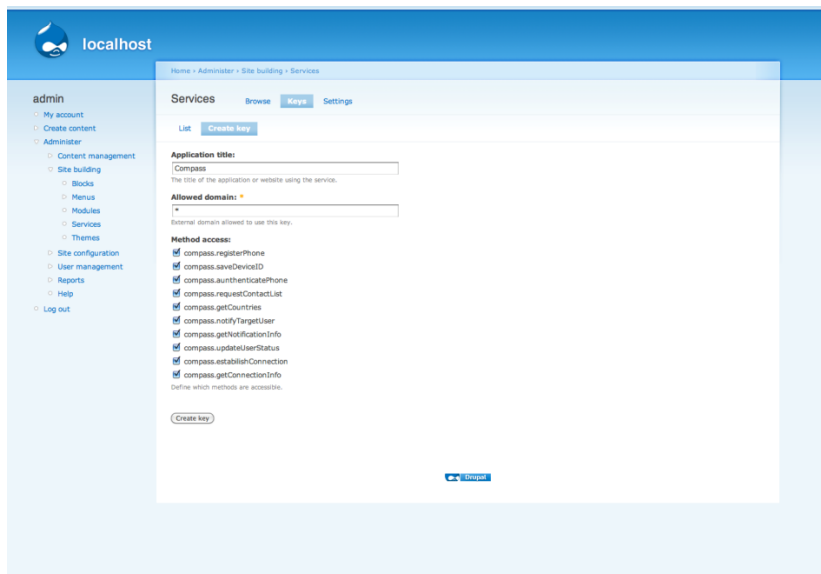 localhost
Home › Administer › Site building › Services
admin
My account
Create content
Administer
Content management
Site building
Blocks
Menus
Modules
Services
Themes
Site configuration
User management
Reports
Help
Log out
Services Browse Keys Settings
List Create key
Application title:
Compass
The title of the application or website using the service.
Allowed domain: *
*
External domain allowed to use this key.
Method access:
compass.registerPhone
compass.saveDeviceID
compass.aunthenticatePhone
compass.requestContactList
compass.getCountries
compass.notifyTargetUser
compass.getNotificationInfo
compass.updateUserStatus
compass.establishConnection
compass.getConnectionInfo
Define which methods are accessible.
Create key
Drupal